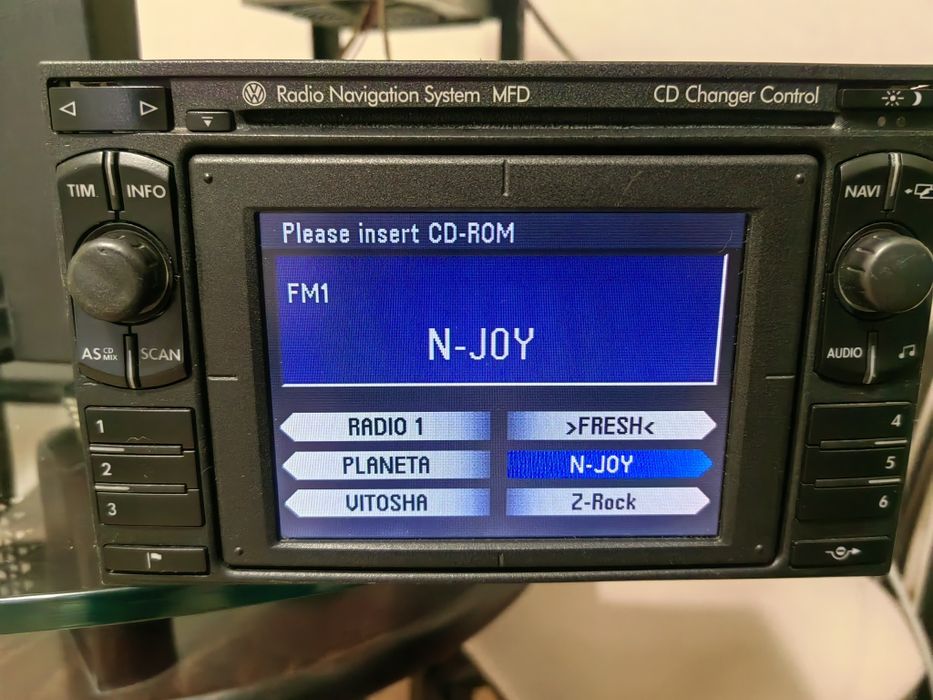 VW Radio Navigation System MFD CD Changer Control
TIM INFO NAVI
Please insert CD-ROM
FM1
N-JOY
AS CD MIX SCAN AUDIO
RADIO 1 >FRESH<
PLANETA N-JOY
VITOSHA Z-Rock
1 4
2 5
3 6